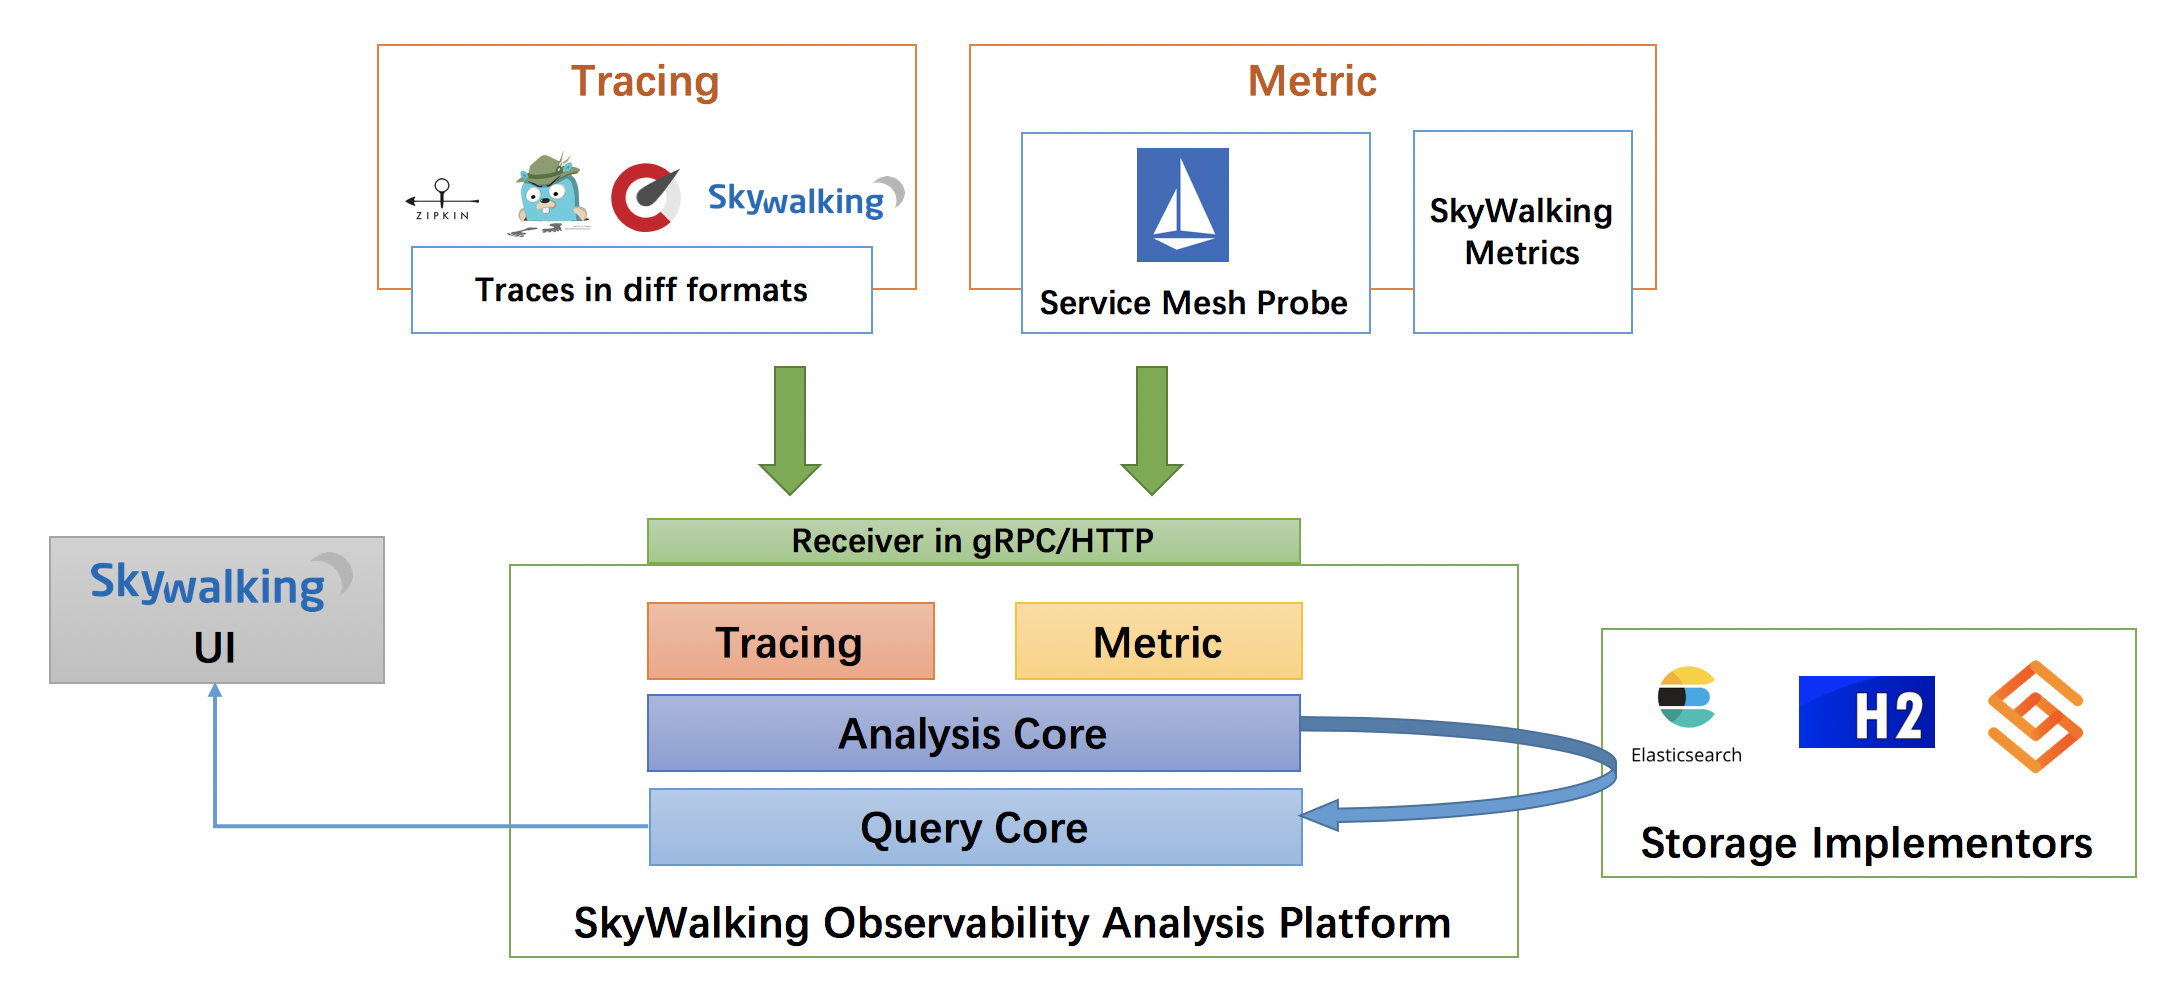 Tracing
Metric
ZIPKIN
Skywalking
Traces in diff formats
Service Mesh Probe
SkyWalking
Metrics
Receiver in gRPC/HTTP
Skywalking
UI
Tracing
Metric
Analysis Core
Query Core
SkyWalking Observability Analysis Platform
Elasticsearch
H2
Storage Implementors